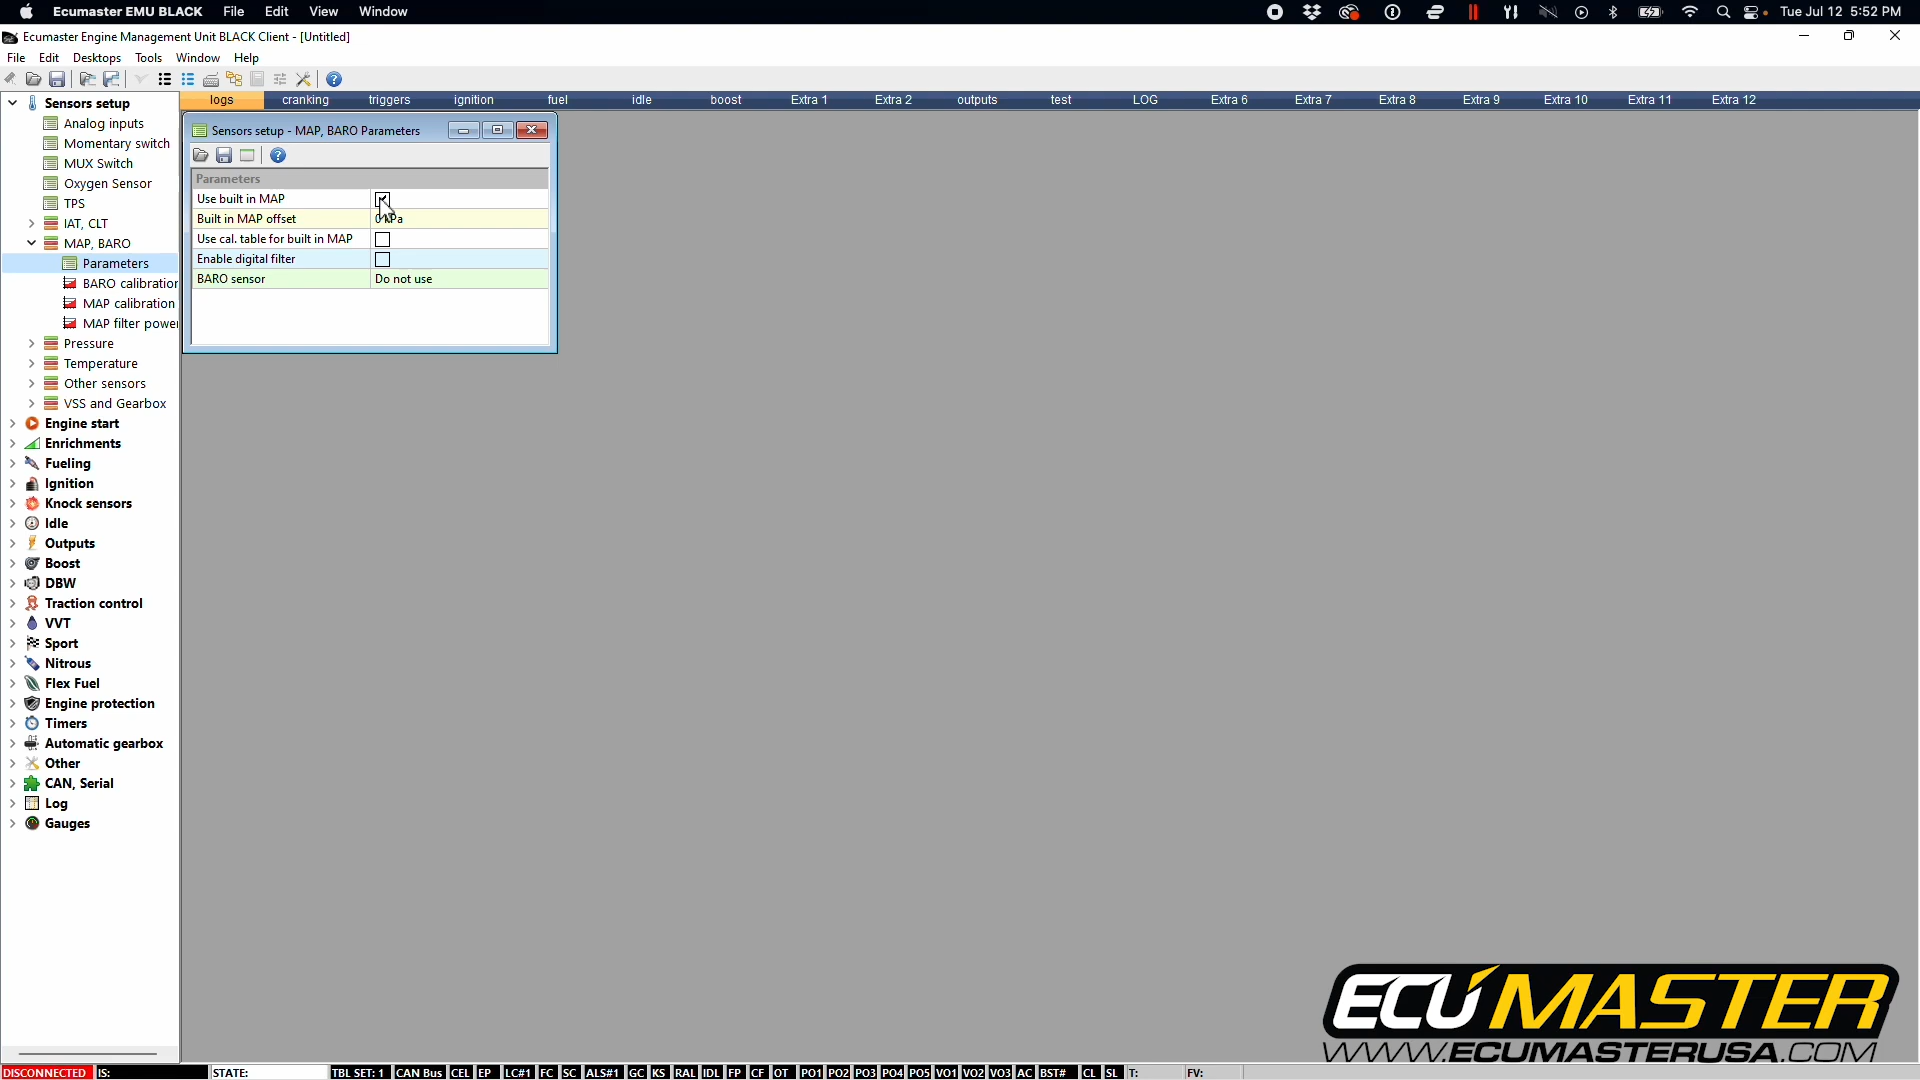 Ecumaster EMU BLACK File Edit View Window Tue Jul 12 5:52 PM
Ecumaster Engine Management Unit BLACK Client - [Untitled]
File Edit Desktops Tools Window Help
logs cranking triggers ignition fuel idle boost Extra 1 Extra 2 outputs test LOG Extra 6 Extra 7 Extra 8 Extra 9 Extra 10 Extra 11 Extra 12
Sensors setup
Analog inputs
Momentary switch
MUX Switch
Oxygen Sensor
TPS
IAT, CLT
MAP, BARO
Parameters
BARO calibration
MAP calibration
MAP filter power
Pressure
Temperature
Other sensors
VSS and Gearbox
Engine start
Enrichments
Fueling
Ignition
Knock sensors
Idle
Outputs
Boost
DBW
Traction control
VVT
Sport
Nitrous
Flex Fuel
Engine protection
Timers
Automatic gearbox
Other
CAN, Serial
Log
Gauges
Sensors setup - MAP, BARO Parameters
Parameters
Use built in MAP
Built in MAP offset 0 kPa
Use cal. table for built in MAP
Enable digital filter
BARO sensor Do not use
ECUMASTER
WWW.ECUMASTERUSA.COM
DISCONNECTED IS: STATE: TBL SET: 1 CAN Bus CEL EP LC#1 FC SC ALS#1 GC KS RAL IDL FP CF OT PO1 PO2 PO3 PO4 PO5 VO1 VO2 VO3 AC BST# CL SL T: FV: